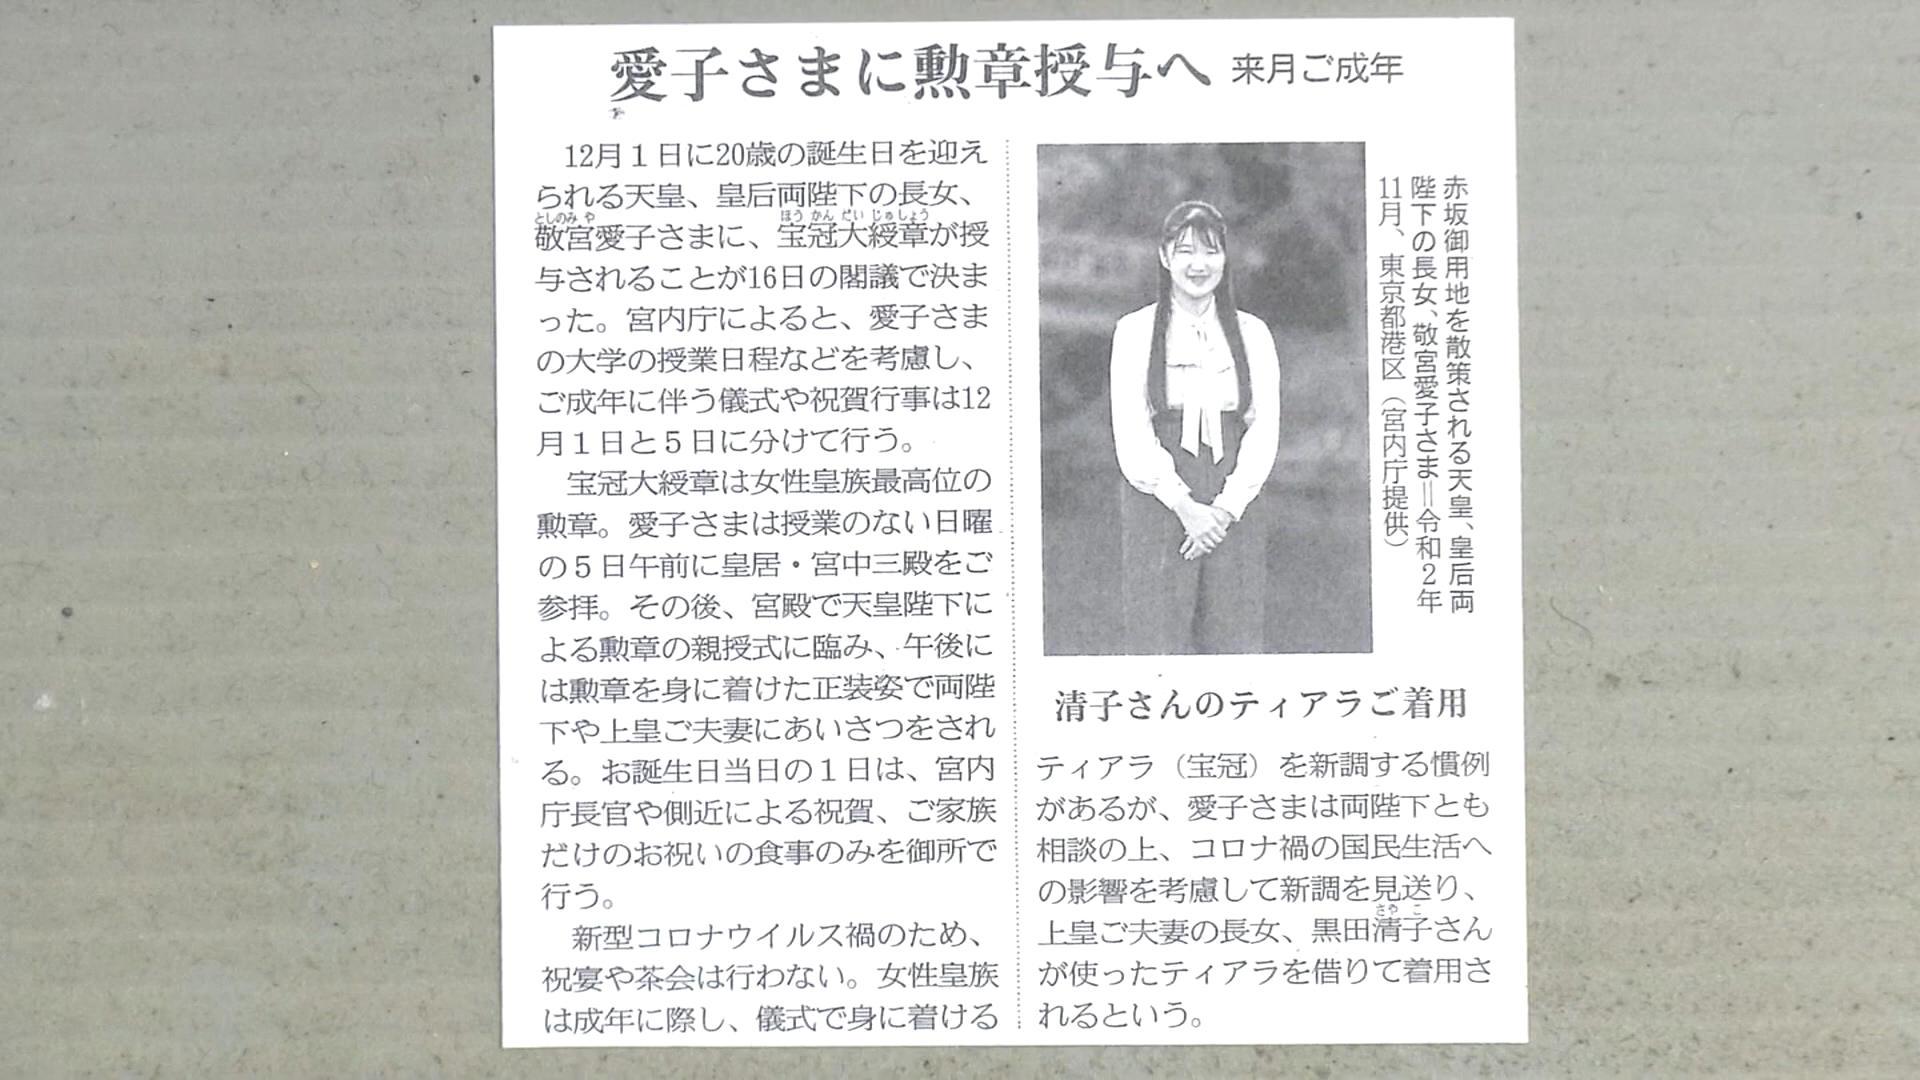 愛子さまに勲章授与へ 来月ご成年
12月1日に20歳の誕生日を迎え
られる天皇、皇后両陛下の長女、
としのみや ほうかんだいじゅしょう
敬宮愛子さまに、宝冠大綬章が授
与されることが16日の閣議で決ま
った。宮内庁によると、愛子さま
の大学の授業日程などを考慮し、
ご成年に伴う儀式や祝賀行事は12
月1日と5日に分けて行う。
宝冠大綬章は女性皇族最高位の
勲章。愛子さまは授業のない日曜
の5日午前に皇居・宮中三殿をご
参拝。その後、宮殿で天皇陛下に
よる勲章の親授式に臨み、午後に
は勲章を身に着けた正装姿で両陛
下や上皇ご夫妻にあいさつをされ
る。お誕生日当日の1日は、宮内
庁長官や側近による祝賀、ご家族
だけのお祝いの食事のみを御所で
行う。
新型コロナウイルス禍のため、
祝宴や茶会は行わない。女性皇族
は成年に際し、儀式で身に着ける
赤坂御用地を散策される天皇、皇后両
陛下の長女、敬宮愛子さま＝令和2年
11月、東京都港区（宮内庁提供）
清子さんのティアラご着用
ティアラ（宝冠）を新調する慣例
があるが、愛子さまは両陛下とも
相談の上、コロナ禍の国民生活へ
の影響を考慮して新調を見送り、
さやこ
上皇ご夫妻の長女、黒田清子さん
が使ったティアラを借りて着用さ
れるという。